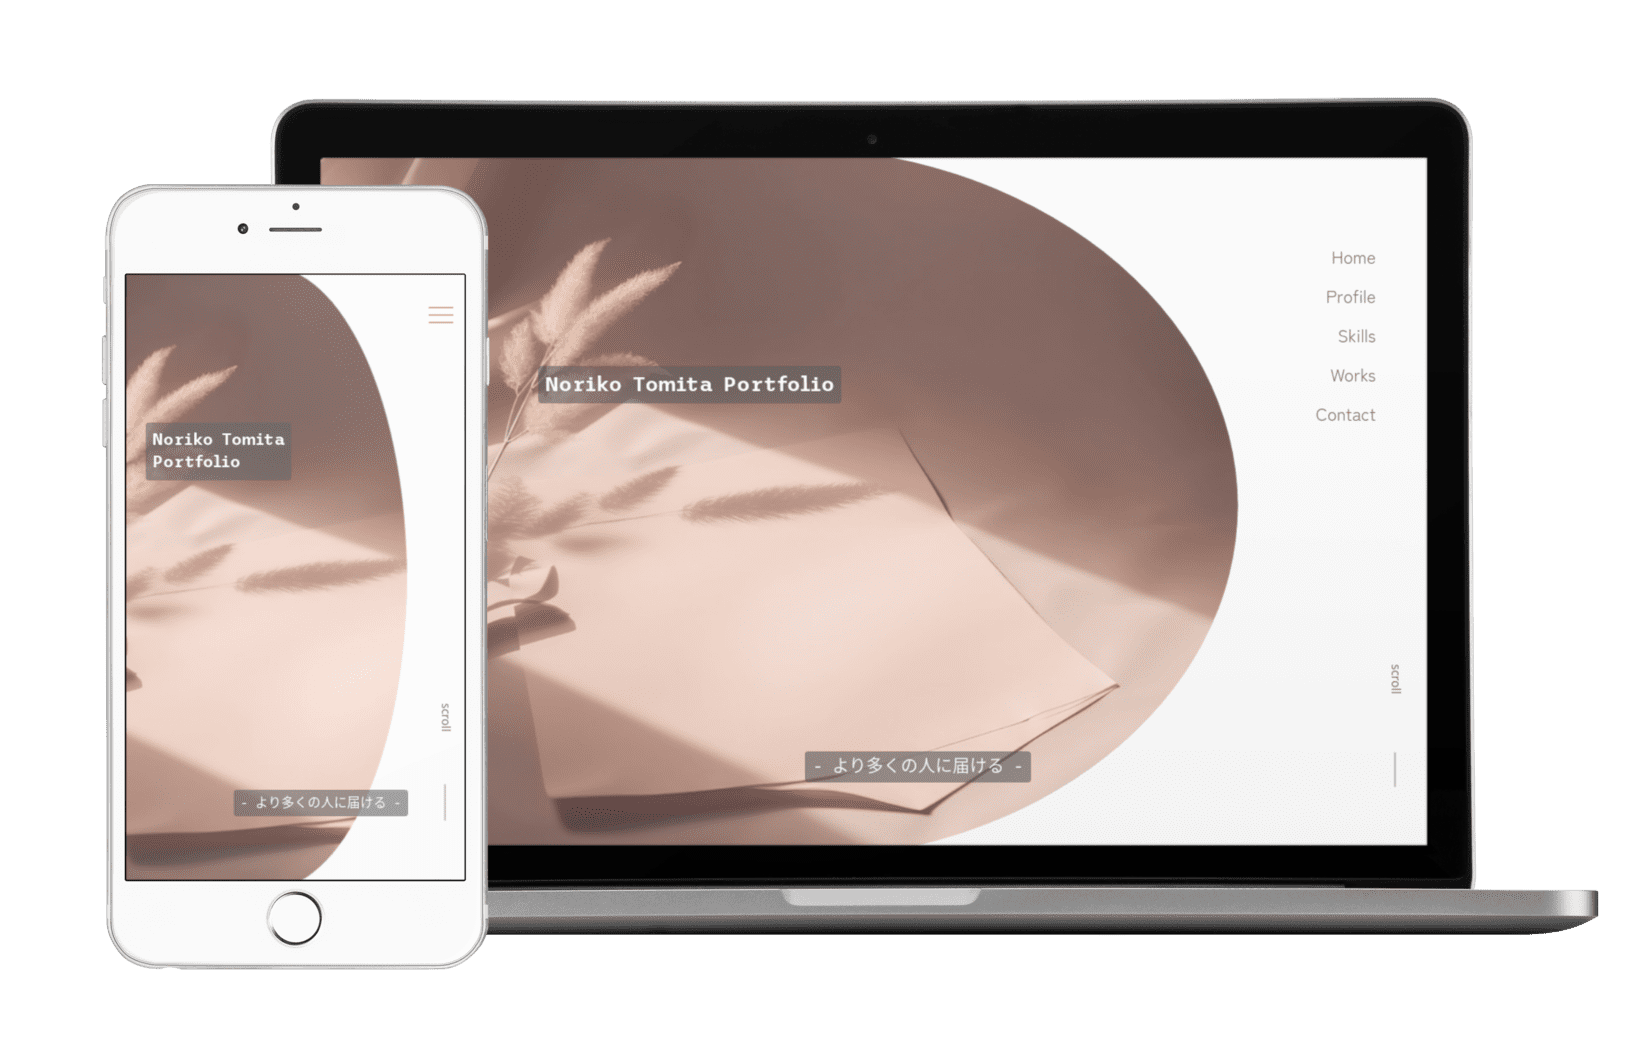 Noriko Tomita
Portfolio
scroll
- より多くの人に届ける -
Noriko Tomita Portfolio
Home
Profile
Skills
Works
Contact
scroll
- より多くの人に届ける -